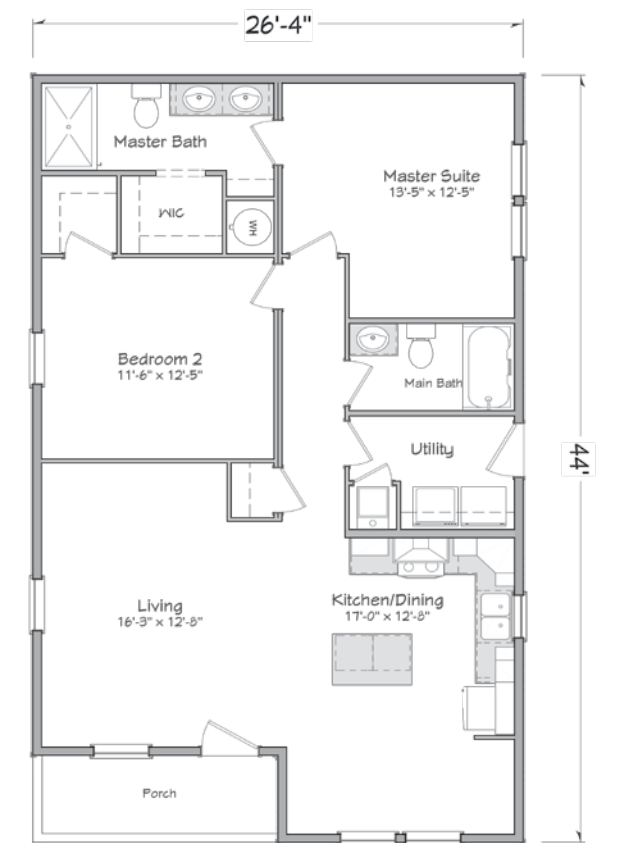 26'-4"
Master Bath
Master Suite
13'-5" × 12'-5"
WIC
WH
Bedroom 2
11'-6" × 12'-5"
Main Bath
Utility
44'
Living
16'-3" × 12'-8"
Kitchen/Dining
17'-0" × 12'-8"
Porch